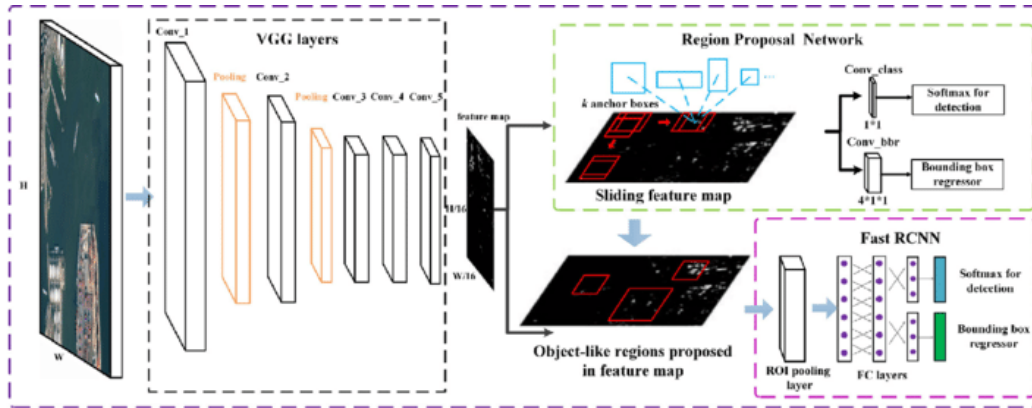 VGG layers
Conv_1
Pooling
Conv_2
Pooling
Conv_3
Conv_4
Conv_5
H
W
feature map
H/16
W/16
Region Proposal Network
k anchor boxes
...
Sliding feature map
Conv_class
1*1
Softmax for
detection
Conv_bbr
4*1*1
Bounding box
regressor
Object-like regions proposed
in feature map
Fast RCNN
ROI pooling
layer
FC layers
Softmax for
detection
Bounding box
regressor